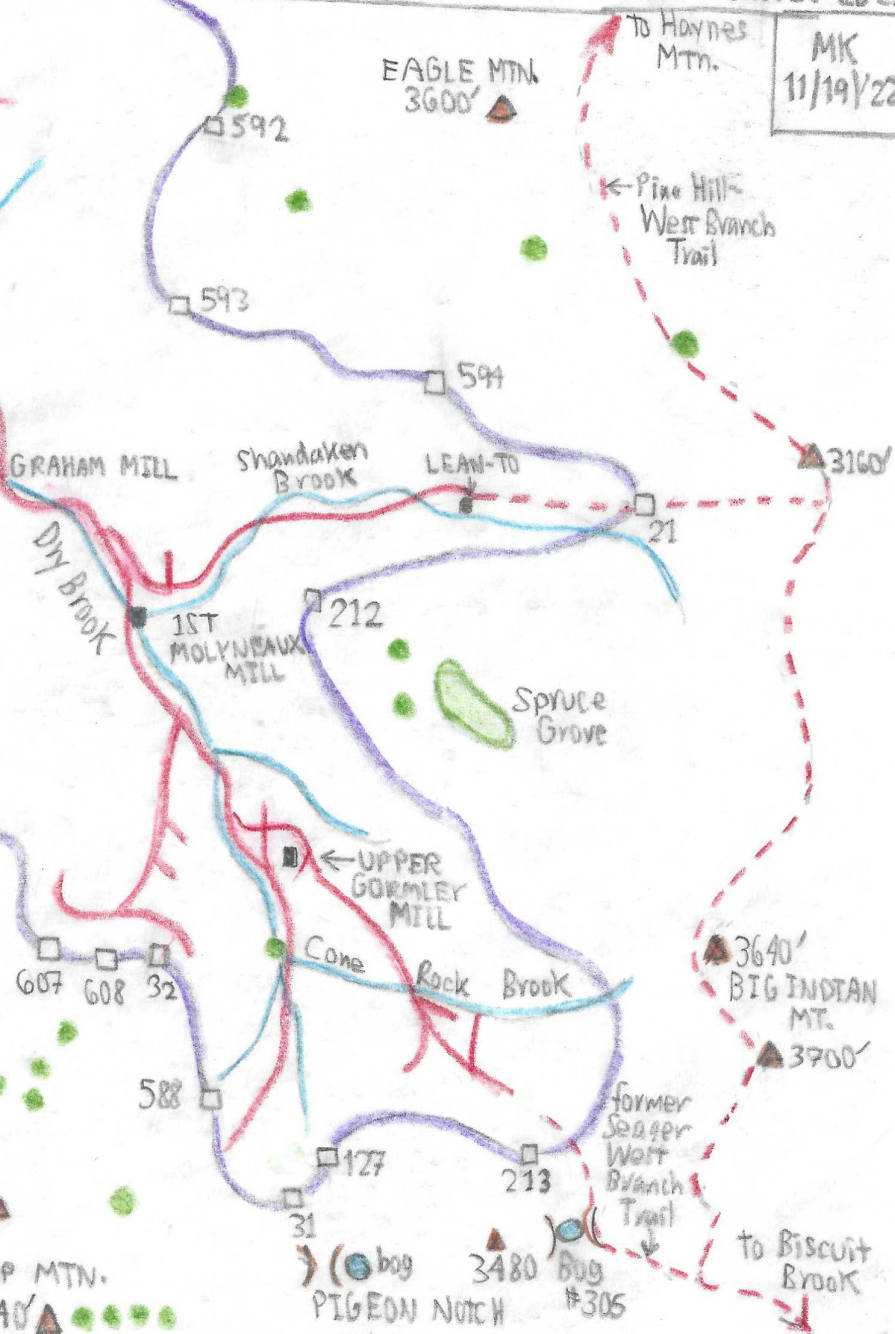 to Haynes
Mtn.
MK
11/19/22
EAGLE MTN.
3600'
592
←Pine Hill-
West Branch
Trail
593
594
GRAHAM MILL
Shandaken
Brook
LEAN-TO
3160'
21
Dry Brook
1ST
MOLYNEAUX
MILL
212
Spruce
Grove
←UPPER
GORMLEY
MILL
Cone Rock Brook
3640'
BIG INDIAN
MT.
607
608
32
3700'
588
former
Seager
West
Branch
Trail
127
213
31
bog
3480
Bog
#305
PIGEON NOTCH
to Biscuit
Brook
MTN.